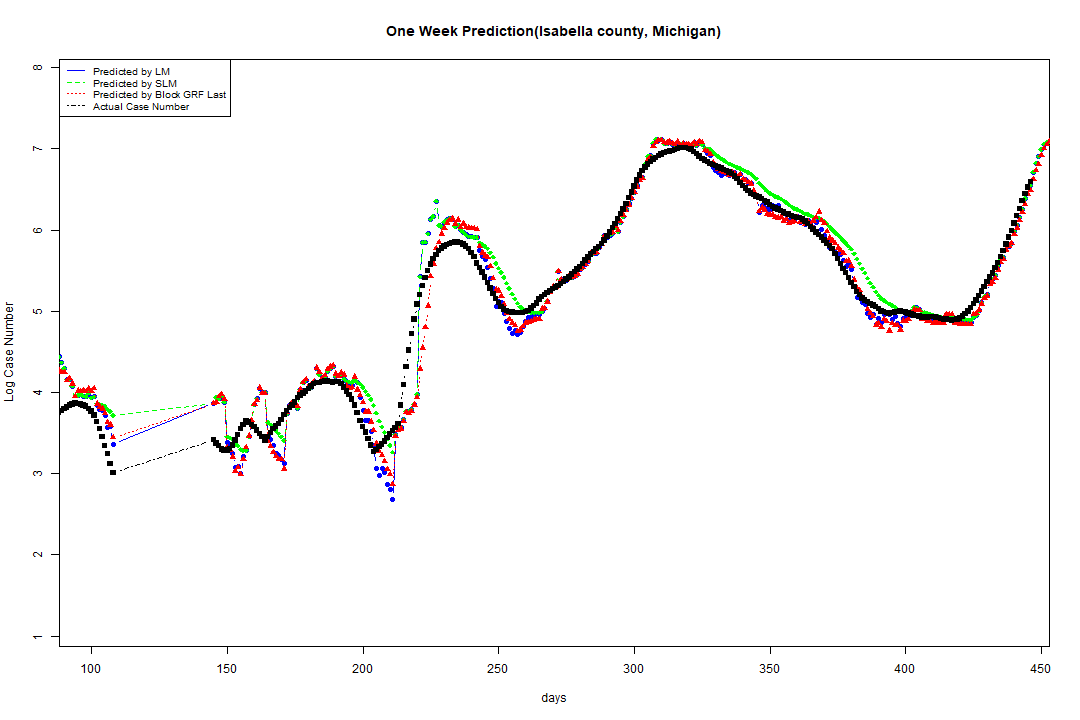 One Week Prediction(Isabella county, Michigan)
Predicted by LM
Predicted by SLM
Predicted by Block GRF Last
Actual Case Number
8
7
6
5
4
3
2
1
Log Case Number
100 150 200 250 300 350 400 450
days